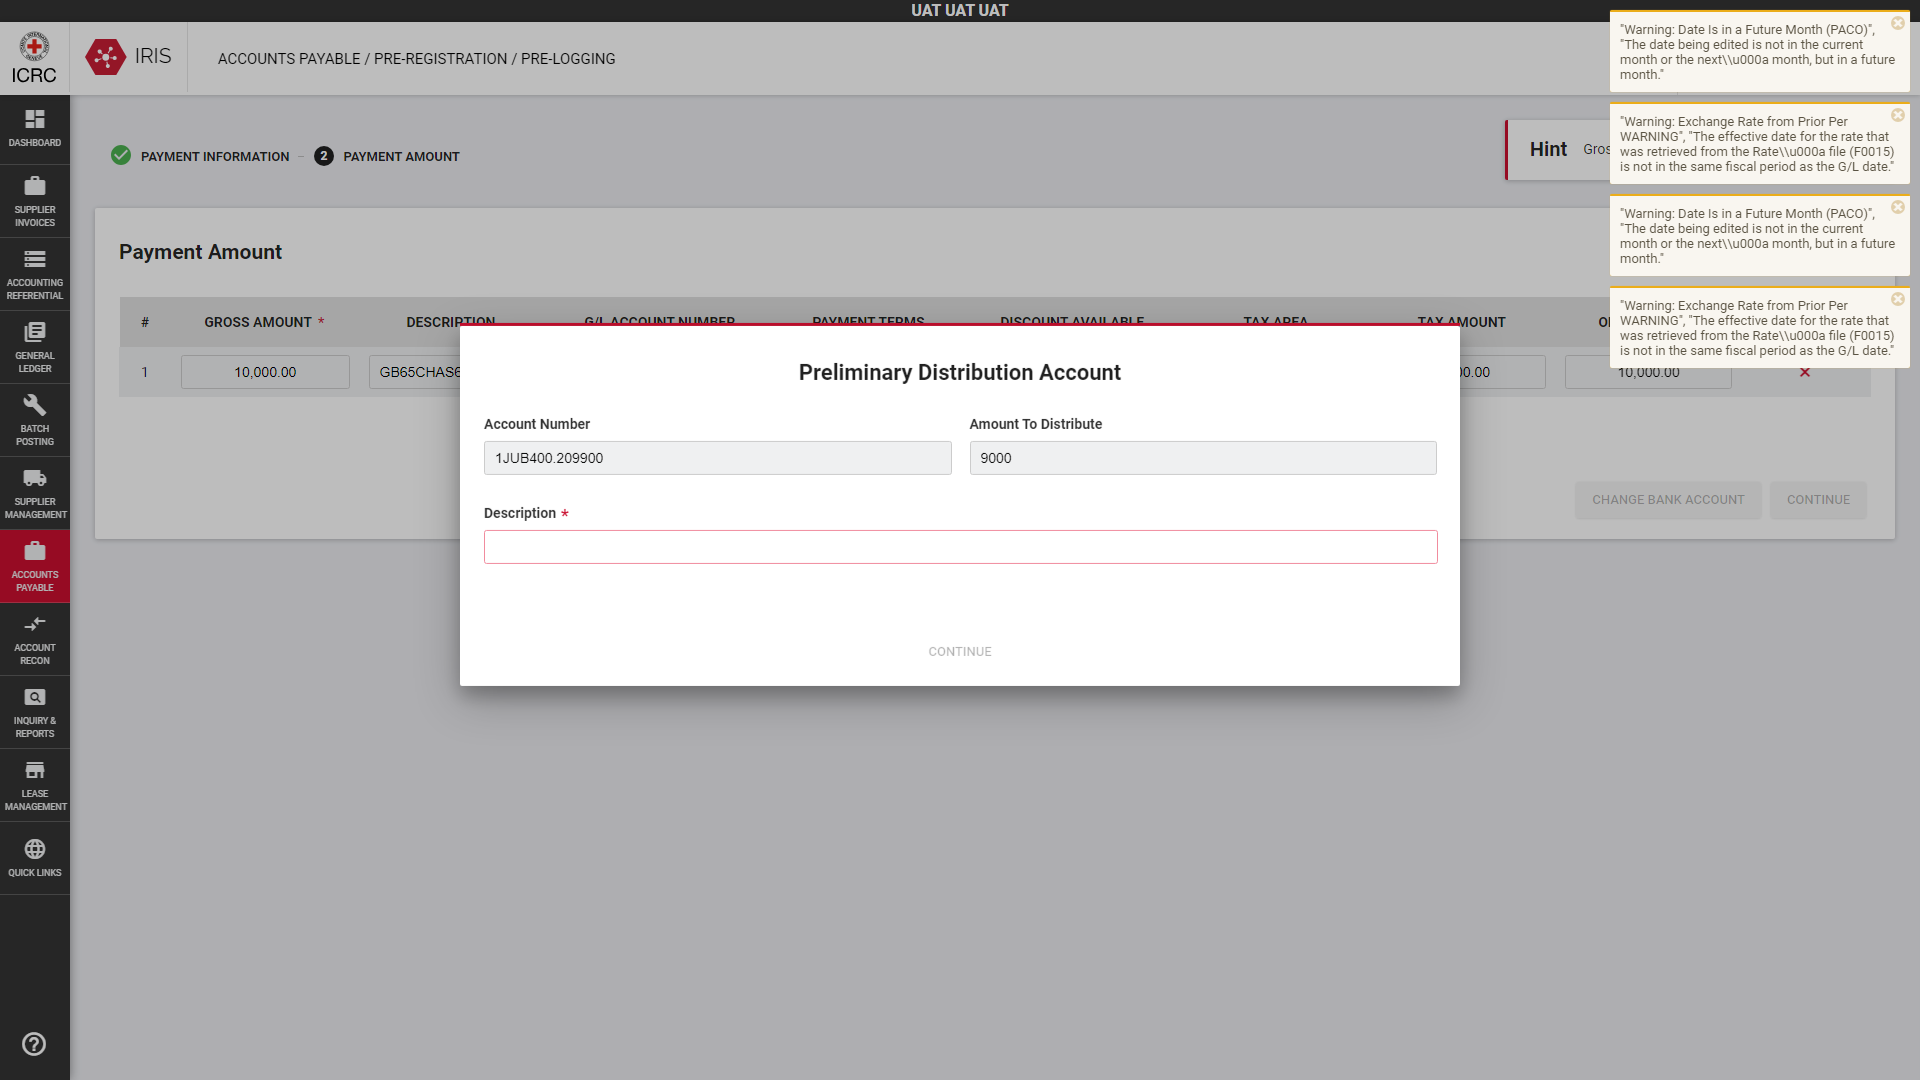 UAT UAT UAT
ICRC
IRIS
ACCOUNTS PAYABLE / PRE-REGISTRATION / PRE-LOGGING
"Warning: Date Is in a Future Month (PACO)",
"The date being edited is not in the current
month or the next\\u000a month, but in a future
month."
"Warning: Exchange Rate from Prior Per
WARNING", "The effective date for the rate that
was retrieved from the Rate\\u000a file (F0015)
is not in the same fiscal period as the G/L date."
"Warning: Date Is in a Future Month (PACO)",
"The date being edited is not in the current
month or the next\\u000a month, but in a future
month."
"Warning: Exchange Rate from Prior Per
WARNING", "The effective date for the rate that
was retrieved from the Rate\\u000a file (F0015)
is not in the same fiscal period as the G/L date."
DASHBOARD
SUPPLIER
INVOICES
ACCOUNTING
REFERENTIAL
GENERAL
LEDGER
BATCH
POSTING
SUPPLIER
MANAGEMENT
ACCOUNTS
PAYABLE
ACCOUNT
RECON
INQUIRY &
REPORTS
LEASE
MANAGEMENT
QUICK LINKS
PAYMENT INFORMATION – 2 PAYMENT AMOUNT
Hint
Payment Amount
# GROSS AMOUNT * DESCRIPTION G/L ACCOUNT NUMBER PAYMENT TERMS DISCOUNT AVAILABLE TAX AREA TAX AMOUNT
1 10,000.00 10,000.00
Preliminary Distribution Account
Account Number
1JUB400.209900
Amount To Distribute
9000
Description *
CONTINUE
CHANGE BANK ACCOUNT CONTINUE